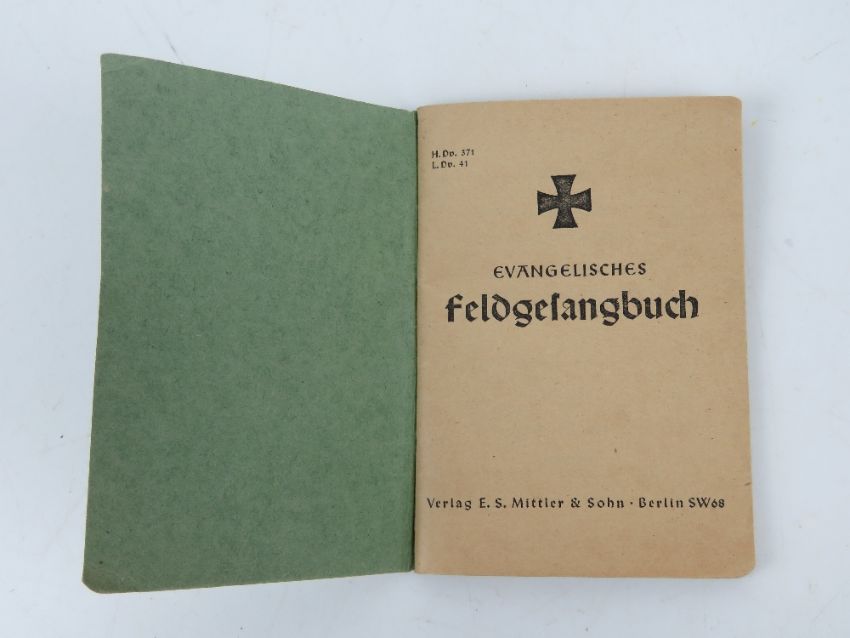 H.Dv. 371
L.Dv. 41
EVANGELISCHES
Feldgeſangbuch
Verlag E. S. Mittler & Sohn · Berlin SW68